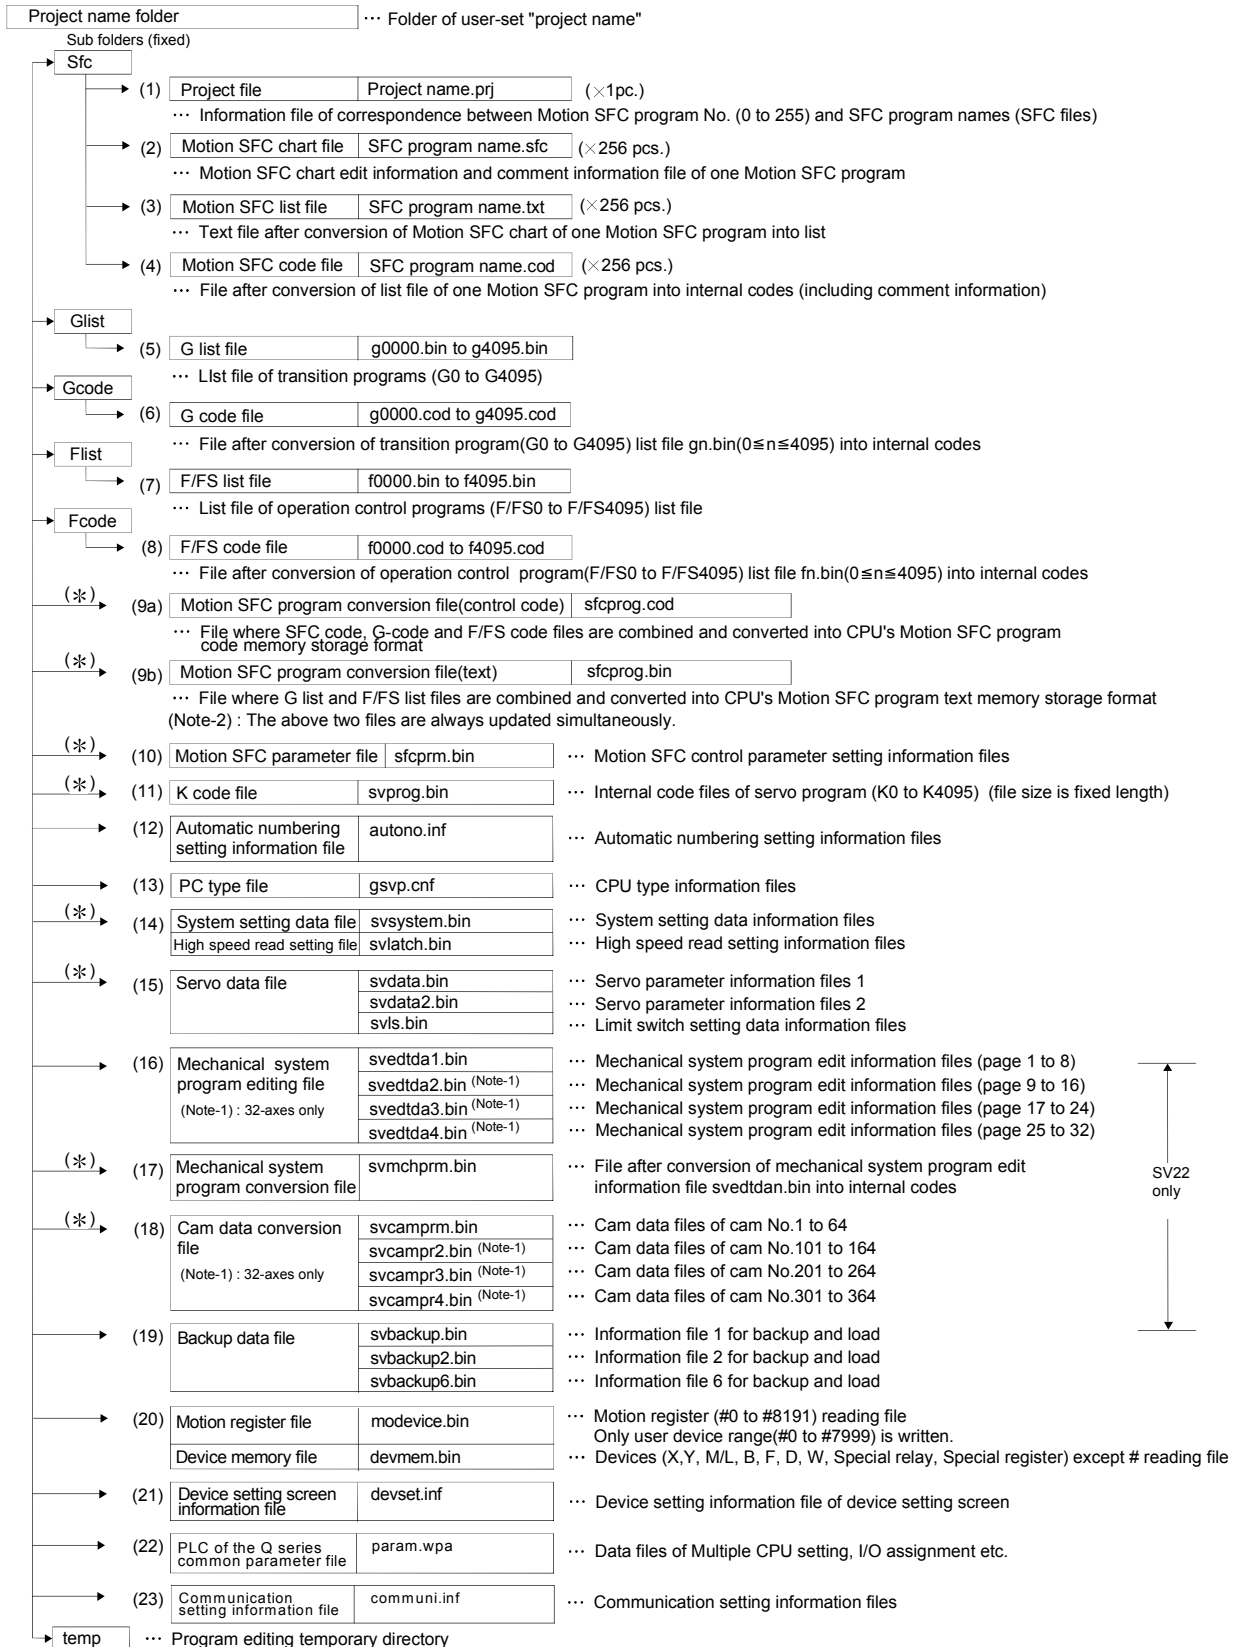 Project name folder ··· Folder of user-set "project name"
Sub folders (fixed)
Sfc
(1) Project file Project name.prj (×1pc.)
··· Information file of correspondence between Motion SFC program No. (0 to 255) and SFC program names (SFC files)
(2) Motion SFC chart file SFC program name.sfc (×256 pcs.)
··· Motion SFC chart edit information and comment information file of one Motion SFC program
(3) Motion SFC list file SFC program name.txt (×256 pcs.)
··· Text file after conversion of Motion SFC chart of one Motion SFC program into list
(4) Motion SFC code file SFC program name.cod (×256 pcs.)
··· File after conversion of list file of one Motion SFC program into internal codes (including comment information)
Glist
(5) G list file g0000.bin to g4095.bin
··· LIst file of transition programs (G0 to G4095)
Gcode
(6) G code file g0000.cod to g4095.cod
··· File after conversion of transition program(G0 to G4095) list file gn.bin(0≦n≦4095) into internal codes
Flist
(7) F/FS list file f0000.bin to f4095.bin
··· List file of operation control programs (F/FS0 to F/FS4095) list file
Fcode
(8) F/FS code file f0000.cod to f4095.cod
··· File after conversion of operation control program(F/FS0 to F/FS4095) list file fn.bin(0≦n≦4095) into internal codes
(*) (9a) Motion SFC program conversion file(control code) sfcprog.cod
··· File where SFC code, G-code and F/FS code files are combined and converted into CPU's Motion SFC program
code memory storage format
(*) (9b) Motion SFC program conversion file(text) sfcprog.bin
··· File where G list and F/FS list files are combined and converted into CPU's Motion SFC program text memory storage format
(Note-2) : The above two files are always updated simultaneously.
(*) (10) Motion SFC parameter file sfcprm.bin ··· Motion SFC control parameter setting information files
(*) (11) K code file svprog.bin ··· Internal code files of servo program (K0 to K4095) (file size is fixed length)
(12) Automatic numbering setting information file autono.inf ··· Automatic numbering setting information files
(13) PC type file gsvp.cnf ··· CPU type information files
(*) (14) System setting data file svsystem.bin ··· System setting data information files
High speed read setting file svlatch.bin ··· High speed read setting information files
(*) (15) Servo data file svdata.bin ··· Servo parameter information files 1
svdata2.bin ··· Servo parameter information files 2
svls.bin ··· Limit switch setting data information files
(16) Mechanical system svedtda1.bin ··· Mechanical system program edit information files (page 1 to 8)
program editing file svedtda2.bin (Note-1) ··· Mechanical system program edit information files (page 9 to 16)
(Note-1) : 32-axes only svedtda3.bin (Note-1) ··· Mechanical system program edit information files (page 17 to 24)
svedtda4.bin (Note-1) ··· Mechanical system program edit information files (page 25 to 32)
(*) (17) Mechanical system svmchprm.bin ··· File after conversion of mechanical system program edit
program conversion file information file svedtdan.bin into internal codes
SV22
only
(*) (18) Cam data conversion svcamprm.bin ··· Cam data files of cam No.1 to 64
file svcampr2.bin (Note-1) ··· Cam data files of cam No.101 to 164
(Note-1) : 32-axes only svcampr3.bin (Note-1) ··· Cam data files of cam No.201 to 264
svcampr4.bin (Note-1) ··· Cam data files of cam No.301 to 364
(19) Backup data file svbackup.bin ··· Information file 1 for backup and load
svbackup2.bin ··· Information file 2 for backup and load
svbackup6.bin ··· Information file 6 for backup and load
(20) Motion register file modevice.bin ··· Motion register (#0 to #8191) reading file
Only user device range(#0 to #7999) is written.
Device memory file devmem.bin ··· Devices (X,Y, M/L, B, F, D, W, Special relay, Special register) except # reading file
(21) Device setting screen information file devset.inf ··· Device setting information file of device setting screen
(22) PLC of the Q series common parameter file param.wpa ··· Data files of Multiple CPU setting, I/O assignment etc.
(23) Communication setting information file communi.inf ··· Communication setting information files
temp ··· Program editing temporary directory